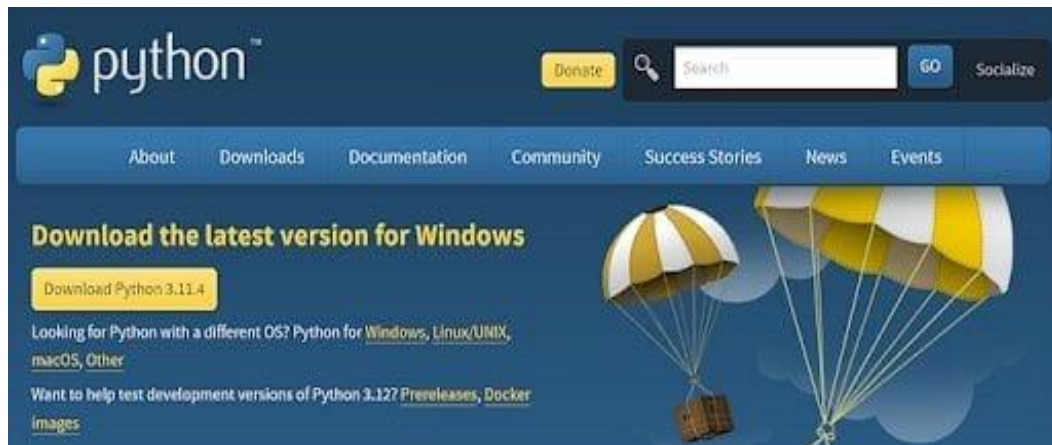 python™
Donate
Search
GO
Socialize
About Downloads Documentation Community Success Stories News Events
Download the latest version for Windows
Download Python 3.11.4
Looking for Python with a different OS? Python for Windows, Linux/UNIX,
macOS, Other
Want to help test development versions of Python 3.12? Prereleases, Docker
images